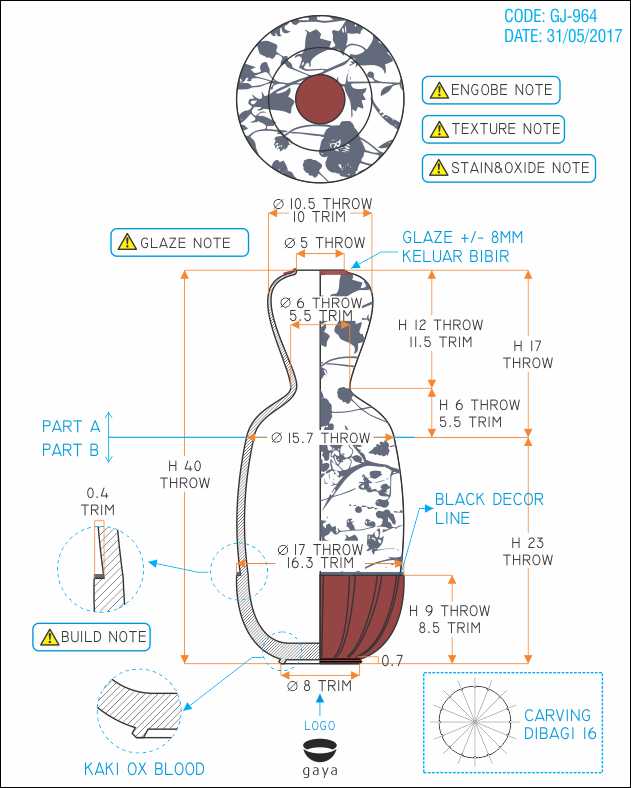 CODE: GJ-964
DATE: 31/05/2017
ENGOBE NOTE
TEXTURE NOTE
STAIN&OXIDE NOTE
Ø 10.5 THROW
10 TRIM
GLAZE NOTE
Ø 5 THROW
GLAZE +/- 8MM
KELUAR BIBIR
Ø 6 THROW
5.5 TRIM
H 12 THROW
11.5 TRIM
H 17
THROW
H 6 THROW
5.5 TRIM
PART A
PART B
Ø 15.7 THROW
H 40
THROW
0.4
TRIM
BLACK DECOR
LINE
H 23
THROW
Ø 17 THROW
16.3 TRIM
H 9 THROW
8.5 TRIM
BUILD NOTE
0.7
Ø 8 TRIM
LOGO
gaya
KAKI OX BLOOD
CARVING
DIBAGI 16